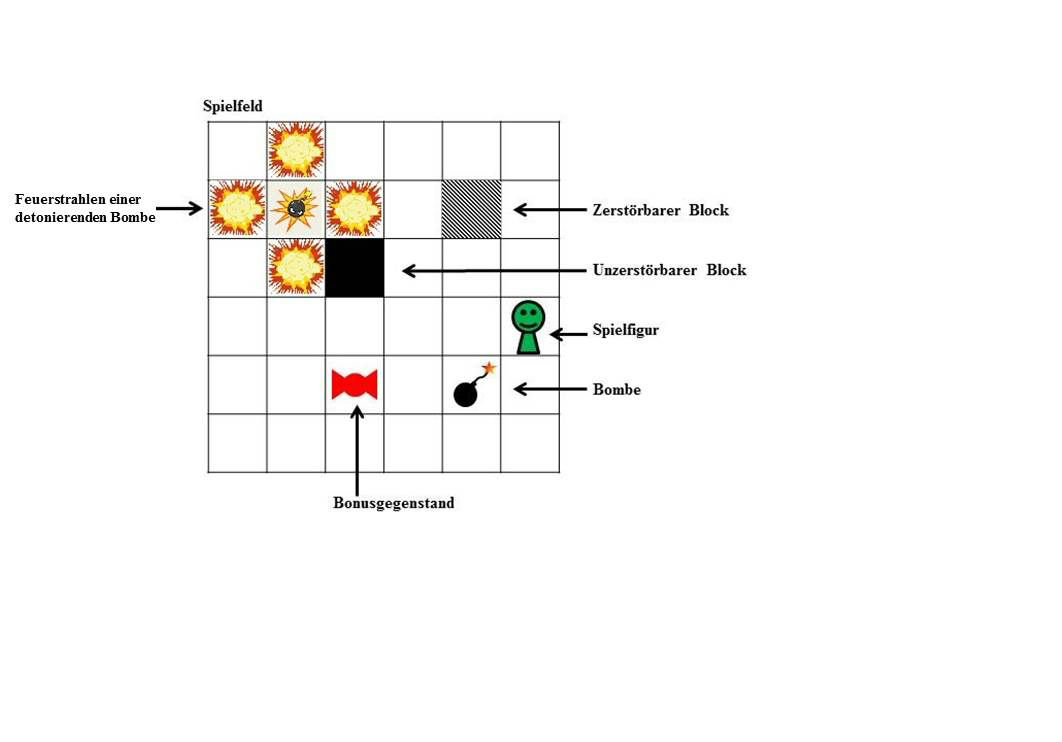 Spielfeld
Feuerstrahlen einer
detonierenden Bombe
Zerstörbarer Block
Unzerstörbarer Block
Spielfigur
Bombe
Bonusgegenstand